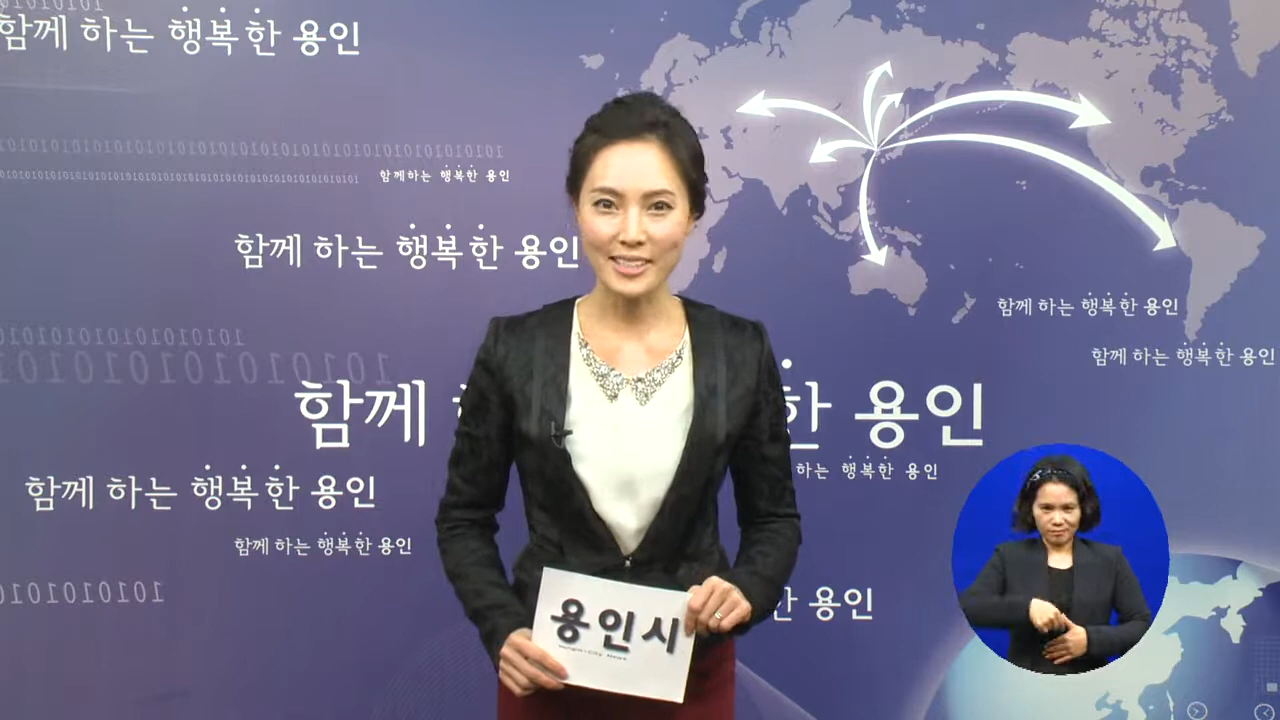 함께 하는 행복한 용인
함께하는 행복한 용인
함께 하는 행복한 용인
함께 하는 행복한 용인
함께 하는 행복한 용인
함께 한 용인
하는 행복한 용인
함께 하는 행복한 용인
함께 하는 행복한 용인
한 용인
용인시